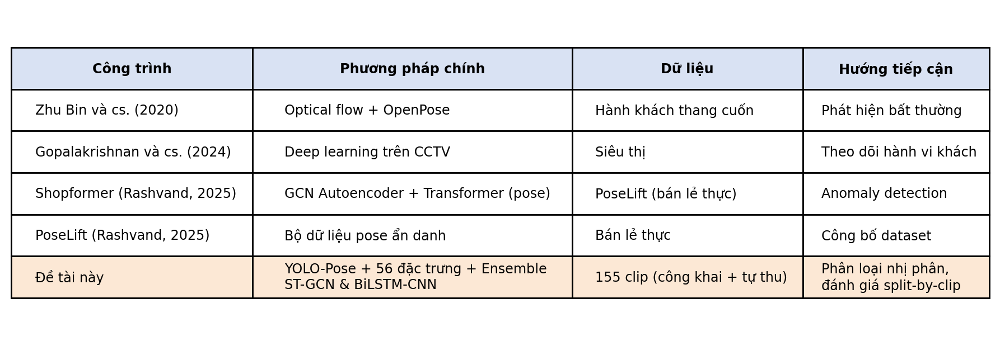 Công trình
Phương pháp chính
Dữ liệu
Hướng tiếp cận
Zhu Bin và cs. (2020)
Optical flow + OpenPose
Hành khách thang cuốn
Phát hiện bất thường
Gopalakrishnan và cs. (2024)
Deep learning trên CCTV
Siêu thị
Theo dõi hành vi khách
Shopformer (Rashvand, 2025)
GCN Autoencoder + Transformer (pose)
PoseLift (bán lẻ thực)
Anomaly detection
PoseLift (Rashvand, 2025)
Bộ dữ liệu pose ẩn danh
Bán lẻ thực
Công bố dataset
Đề tài này
YOLO-Pose + 56 đặc trưng + Ensemble
ST-GCN & BiLSTM-CNN
155 clip (công khai + tự thu)
Phân loại nhị phân,
đánh giá split-by-clip